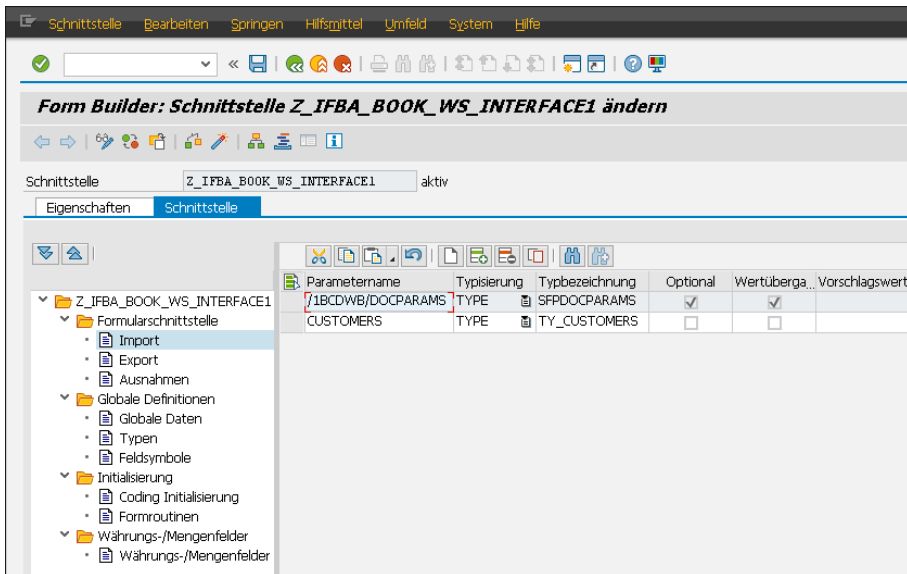 Schnittstelle Bearbeiten Springen Hilfsmittel Umfeld System Hilfe
Form Builder: Schnittstelle Z_IFBA_BOOK_WS_INTERFACE1 ändern
Schnittstelle Z_IFBA_BOOK_WS_INTERFACE1 aktiv
Eigenschaften Schnittstelle
Parametername Typisierung Typbezeichnung Optional Wertüberga... Vorschlagswert
/1BCDWB/DOCPARAMS TYPE SFPDOCPARAMS
CUSTOMERS TYPE TY_CUSTOMERS
Z_IFBA_BOOK_WS_INTERFACE1
Formularschnittstelle
Import
Export
Ausnahmen
Globale Definitionen
Globale Daten
Typen
Feldsymbole
Initialisierung
Coding Initialisierung
Formroutinen
Währungs-/Mengenfelder
Währungs-/Mengenfelder